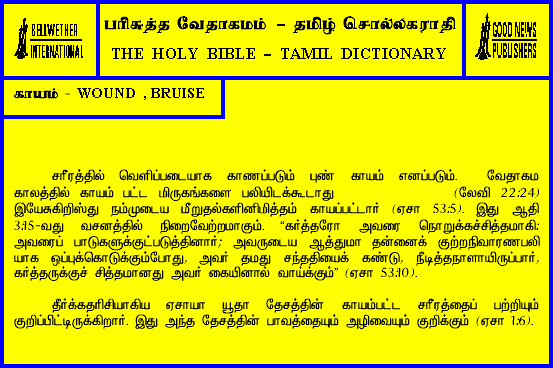 BELLWETHER
INTERNATIONAL
பரிசுத்த வேதாகமம் – தமிழ் சொல்லகராதி
THE HOLY BIBLE – TAMIL DICTIONARY
GOOD NEWS
PUBLISHERS
காயம் - WOUND , BRUISE
சரீரத்தில் வெளிப்படையாக காணப்படும் புண் காயம் எனப்படும். வேதாகம
காலத்தில் காயம் பட்ட மிருகங்களை பலியிடக்கூடாது (லேவி 22:24)
இயேசுகிறிஸ்து நம்முடைய மீறுதல்களினிமித்தம் காயப்பட்டார் (ஏசா 53:5). இது ஆதி
3:15-வது வசனத்தில் நிறைவேற்றமாகும். “கர்த்தரோ அவரை நொறுக்கச்சித்தமாகி;
அவரைப் பாடுகளுக்குட்படுத்தினார்; அவருடைய ஆத்துமா தன்னைக் குற்றநிவாரணபலி
யாக ஒப்புக்கொடுக்கும்போது, அவர் தமது சந்ததியைக் கண்டு, நீடித்தநாளாயிருப்பார்,
கர்த்தருக்குச் சித்தமானது அவர் கையினால் வாய்க்கும்” (ஏசா 53:10).
தீர்க்கதரிசியாகிய ஏசாயா யூதா தேசத்தின் காயம்பட்ட சரீரத்தைப் பற்றியும்
குறிப்பிட்டிருக்கிறார். இது அந்த தேசத்தின் பாவத்தையும் அழிவையும் குறிக்கும் (ஏசா 1:6).